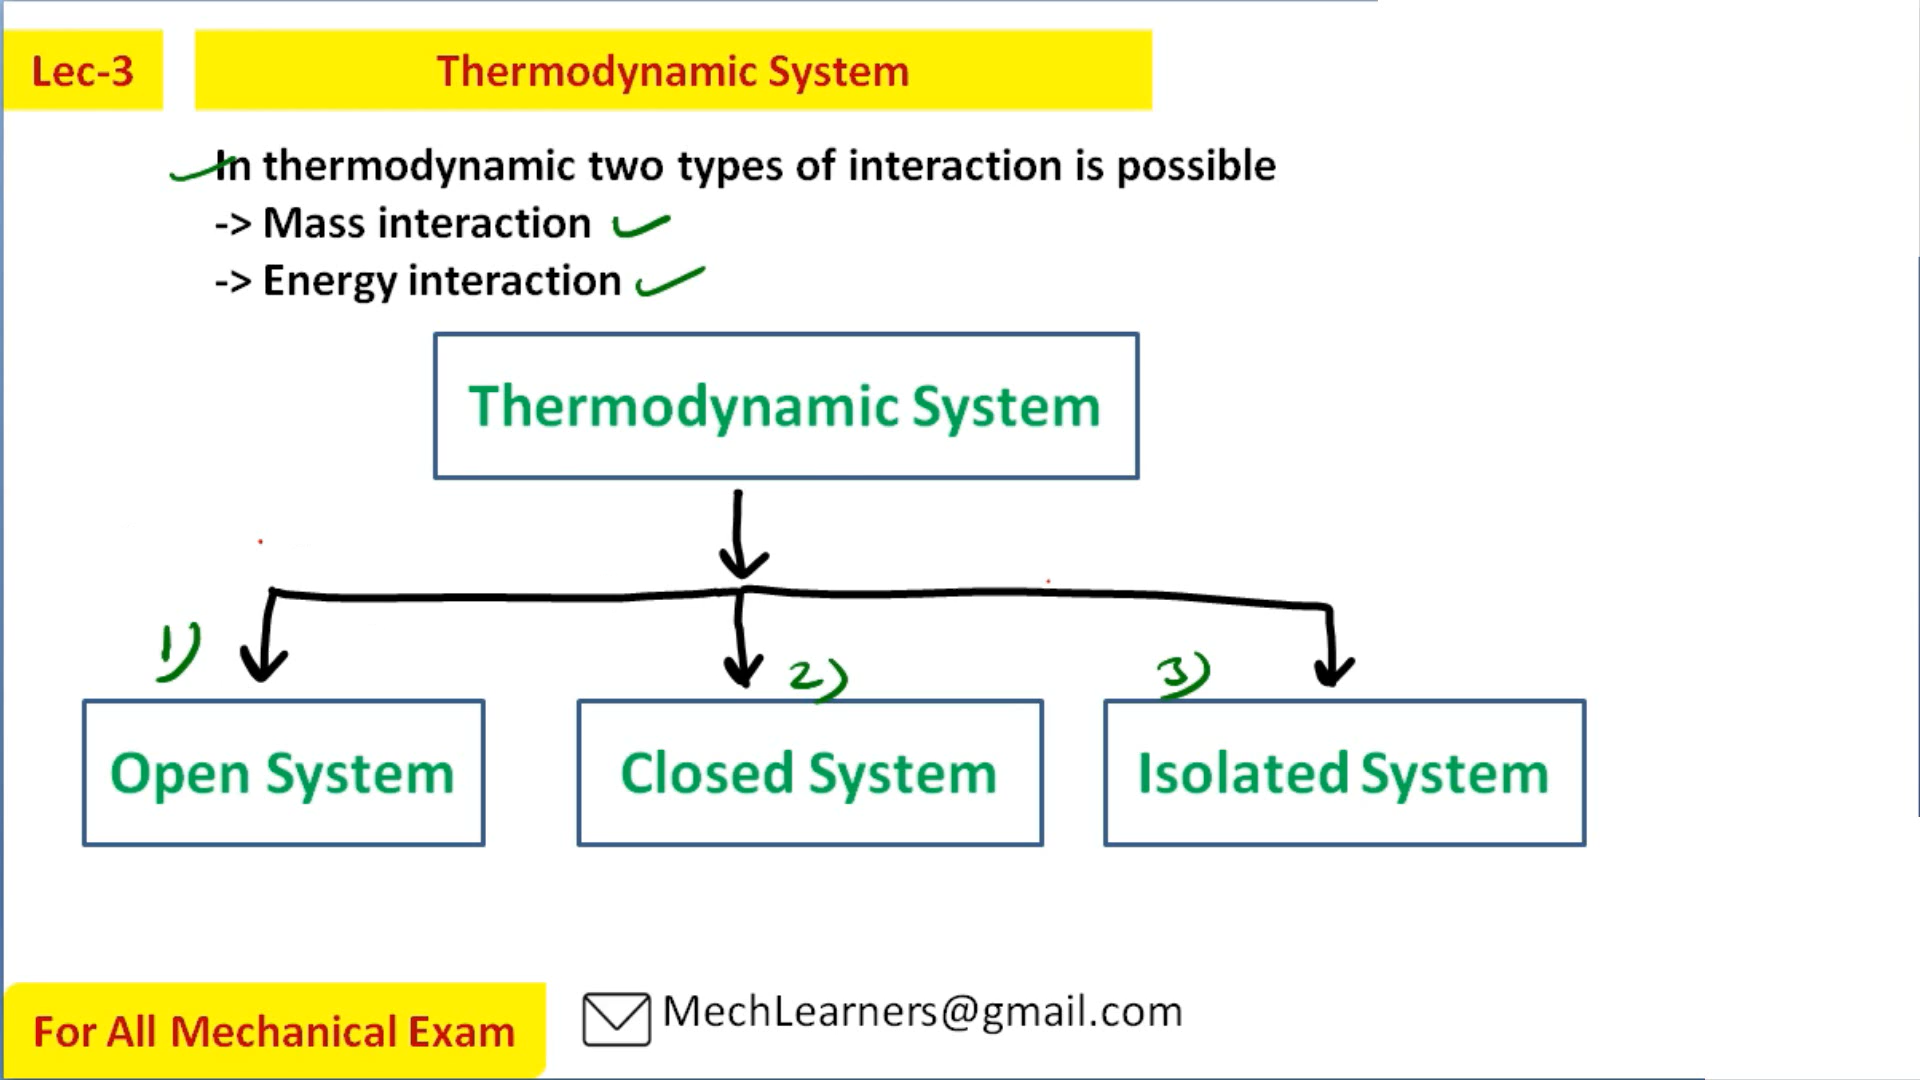 Lec-3
Thermodynamic System
In thermodynamic two types of interaction is possible
-> Mass interaction
-> Energy interaction
Thermodynamic System
1)
2)
3)
Open System
Closed System
Isolated System
For All Mechanical Exam
MechLearners@gmail.com